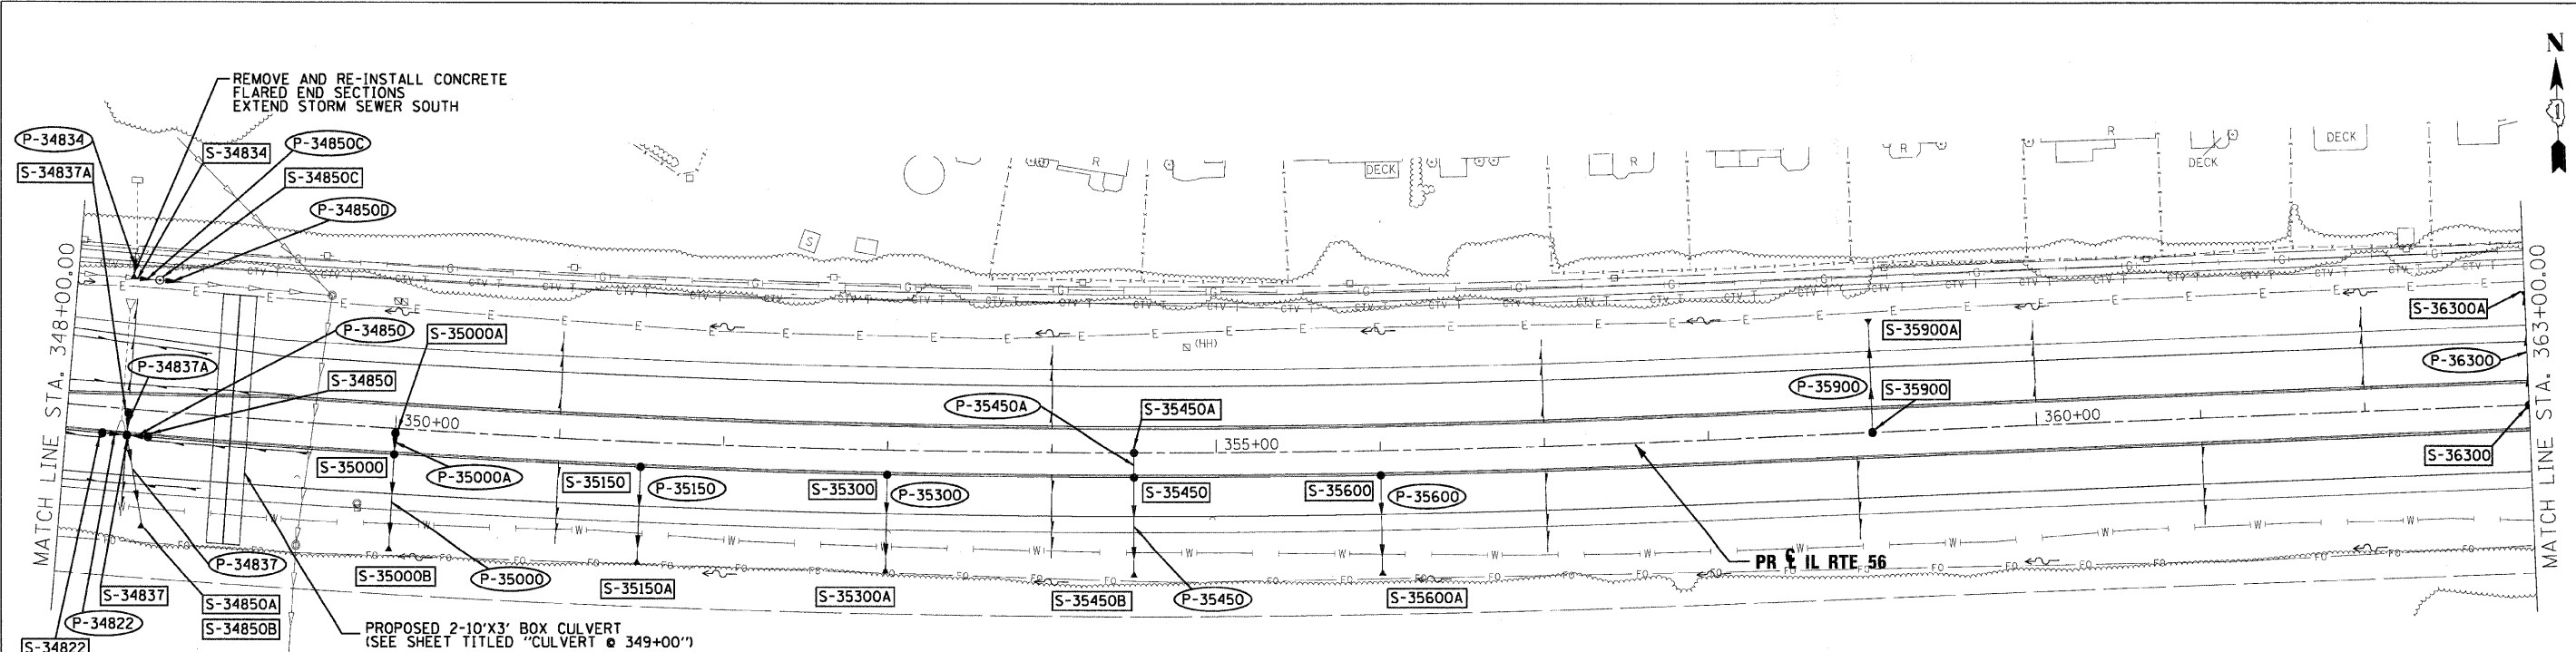 N
REMOVE AND RE-INSTALL CONCRETE
FLARED END SECTIONS
EXTEND STORM SEWER SOUTH
P-34834
S-34837A
S-34834
P-34850C
S-34850C
P-34850D
R
DECK
R
R
R
DECK
DECK
S
MATCH LINE STA. 348+00.00
MATCH LINE STA. 363+00.00
P-34850
S-35000A
P-34837A
S-34850
350+00
(HH)
P-35450A
S-35450A
355+00
S-35900A
P-35900
S-35900
360+00
S-36300A
P-36300
S-36300
S-35000
P-35000A
S-35150
P-35150
S-35300
P-35300
S-35450
S-35600
P-35600
PR ℄ IL RTE 56
P-34837
S-35000B
P-35000
S-35150A
S-35300A
S-35450B
P-35450
S-35600A
S-34837
P-34822
S-34822
S-34850A
S-34850B
PROPOSED 2-10'X3' BOX CULVERT
(SEE SHEET TITLED "CULVERT @ 349+00")